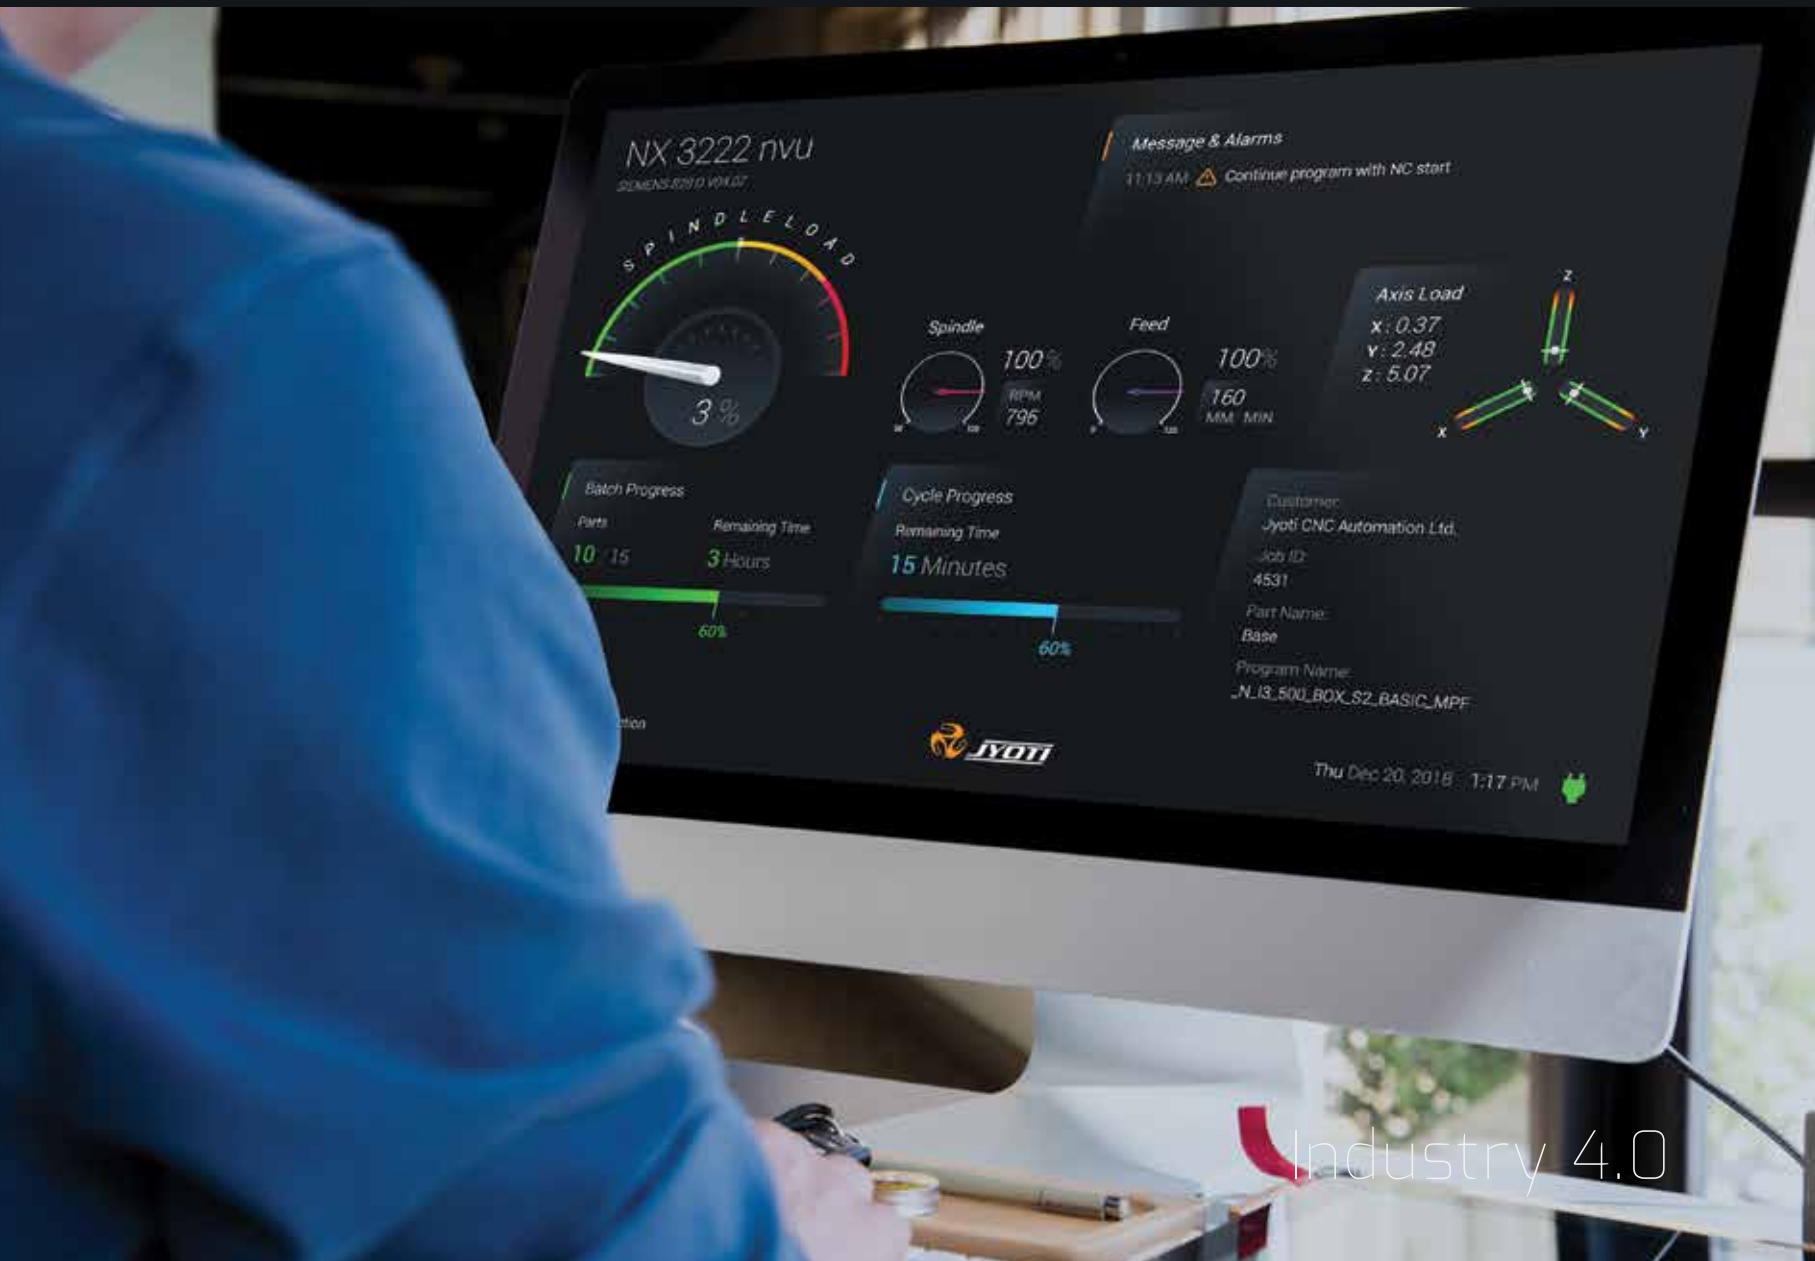 NX 3222 nvu
SIEMENS 828 D V04.07
SPINDLELOAD
3 %
Message & Alarms
11:13 AM Continue program with NC start
Spindle
100%
RPM
796
Feed
100%
160
MM MIN
Axis Load
X : 0.37
Y : 2.48
Z : 5.07
Z
X
Y
Batch Progress
Parts Remaining Time
10 15 3 Hours
60%
Cycle Progress
Remaining Time
15 Minutes
60%
Customer:
Jyoti CNC Automation Ltd.
Job ID:
4531
Part Name:
Base
Program Name:
_N_I3_500_BOX_S2_BASIC_MPF
JYOTI
Thu Dec 20, 2018 1:17 PM
Industry 4.0